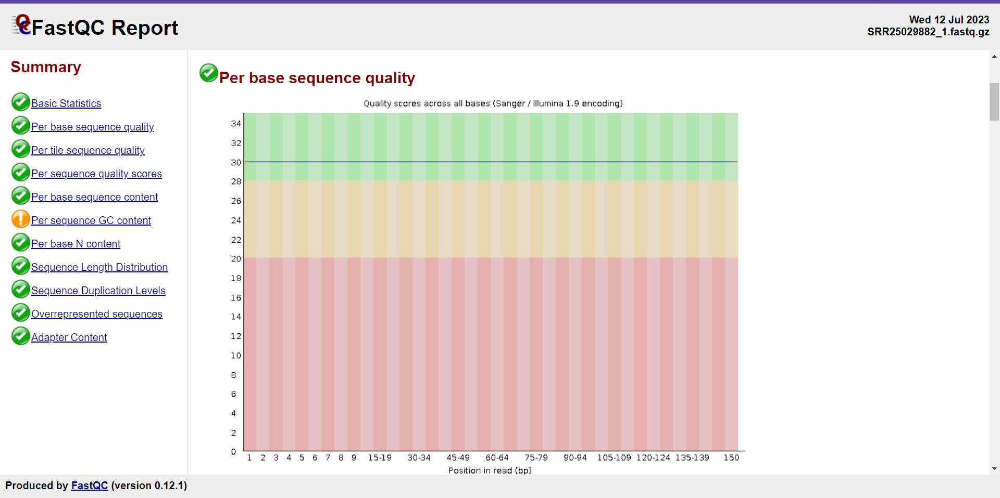 FastQC Report
Wed 12 Jul 2023
SRR25029882_1.fastq.gz
Summary
Basic Statistics
Per base sequence quality
Per tile sequence quality
Per sequence quality scores
Per base sequence content
Per sequence GC content
Per base N content
Sequence Length Distribution
Sequence Duplication Levels
Overrepresented sequences
Adapter Content
Per base sequence quality
Quality scores across all bases (Sanger / Illumina 1.9 encoding)
34
32
30
28
26
24
22
20
18
16
14
12
10
8
6
4
2
0
1 2 3 4 5 6 7 8 9 15-19 30-34 45-49 60-64 75-79 90-94 105-109 120-124 135-139 150
Position in read (bp)
Produced by FastQC (version 0.12.1)